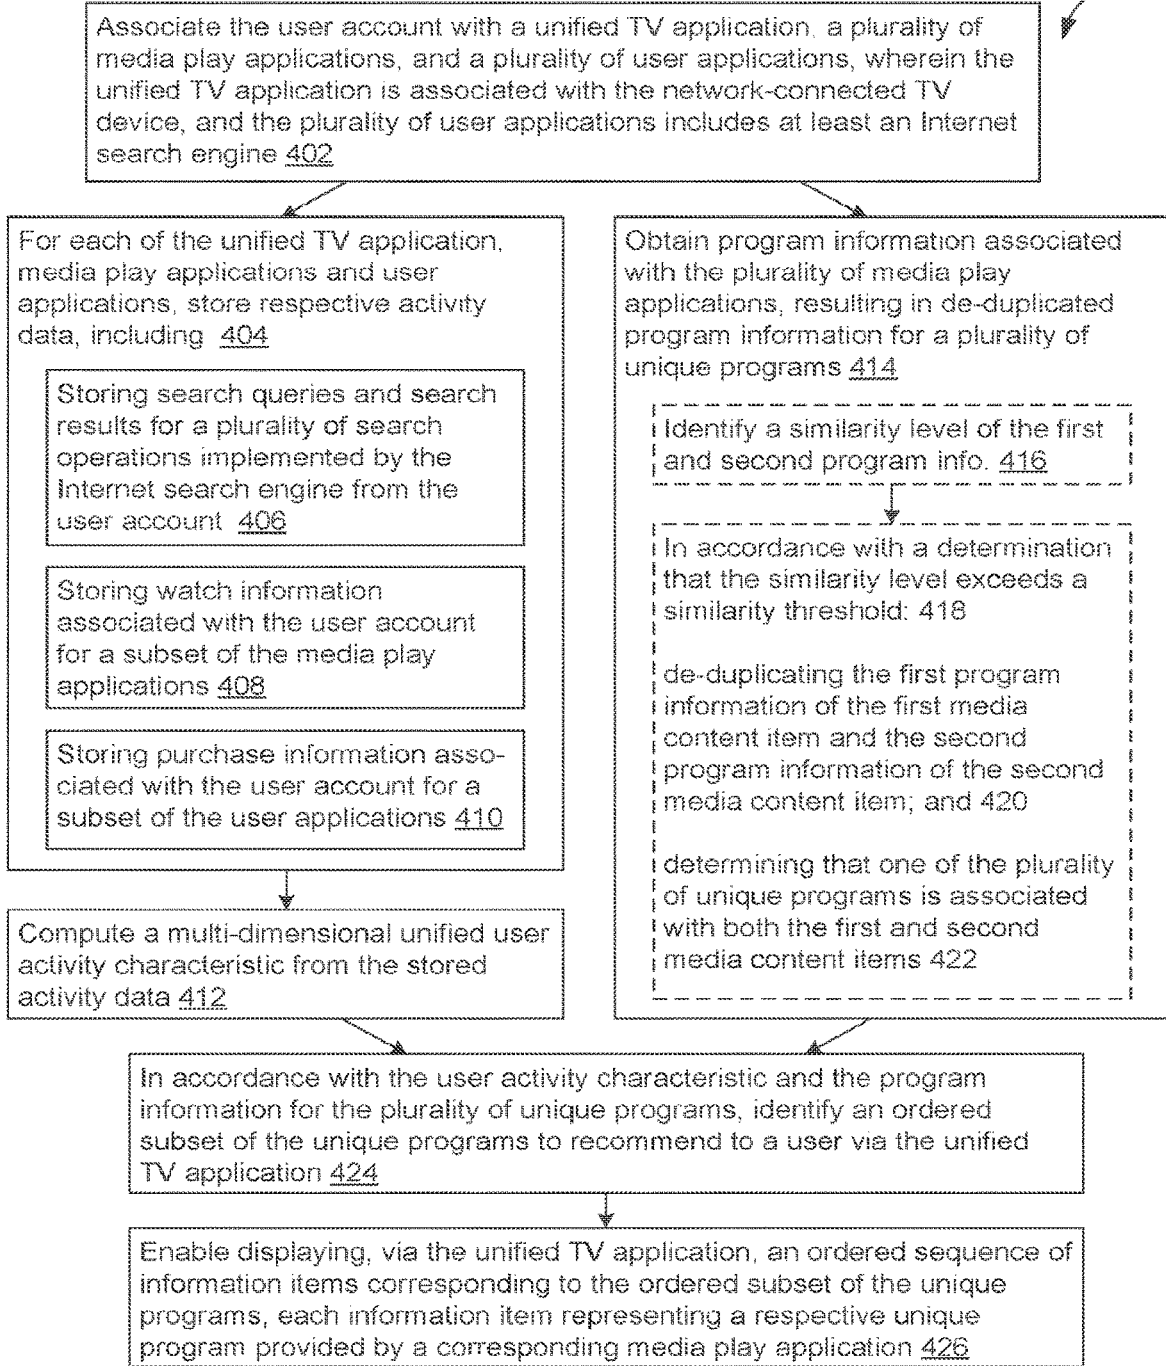 Associate the user account with a unified TV application, a plurality of
media play applications, and a plurality of user applications, wherein the
unified TV application is associated with the network-connected TV
device, and the plurality of user applications includes at least an Internet
search engine 402
For each of the unified TV application,
media play applications and user
applications, store respective activity
data, including 404
Storing search queries and search
results for a plurality of search
operations implemented by the
Internet search engine from the
user account 406
Storing watch information
associated with the user account
for a subset of the media play
applications 408
Storing purchase information asso-
ciated with the user account for a
subset of the user applications 410
Compute a multi-dimensional unified user
activity characteristic from the stored
activity data 412
Obtain program information associated
with the plurality of media play
applications, resulting in de-duplicated
program information for a plurality of
unique programs 414
Identify a similarity level of the first
and second program info. 416
In accordance with a determination
that the similarity level exceeds a
similarity threshold: 418
de-duplicating the first program
information of the first media
content item and the second
program information of the second
media content item; and 420
determining that one of the plurality
of unique programs is associated
with both the first and second
media content items 422
In accordance with the user activity characteristic and the program
information for the plurality of unique programs, identify an ordered
subset of the unique programs to recommend to a user via the unified
TV application 424
Enable displaying, via the unified TV application, an ordered sequence of
information items corresponding to the ordered subset of the unique
programs, each information item representing a respective unique
program provided by a corresponding media play application 426